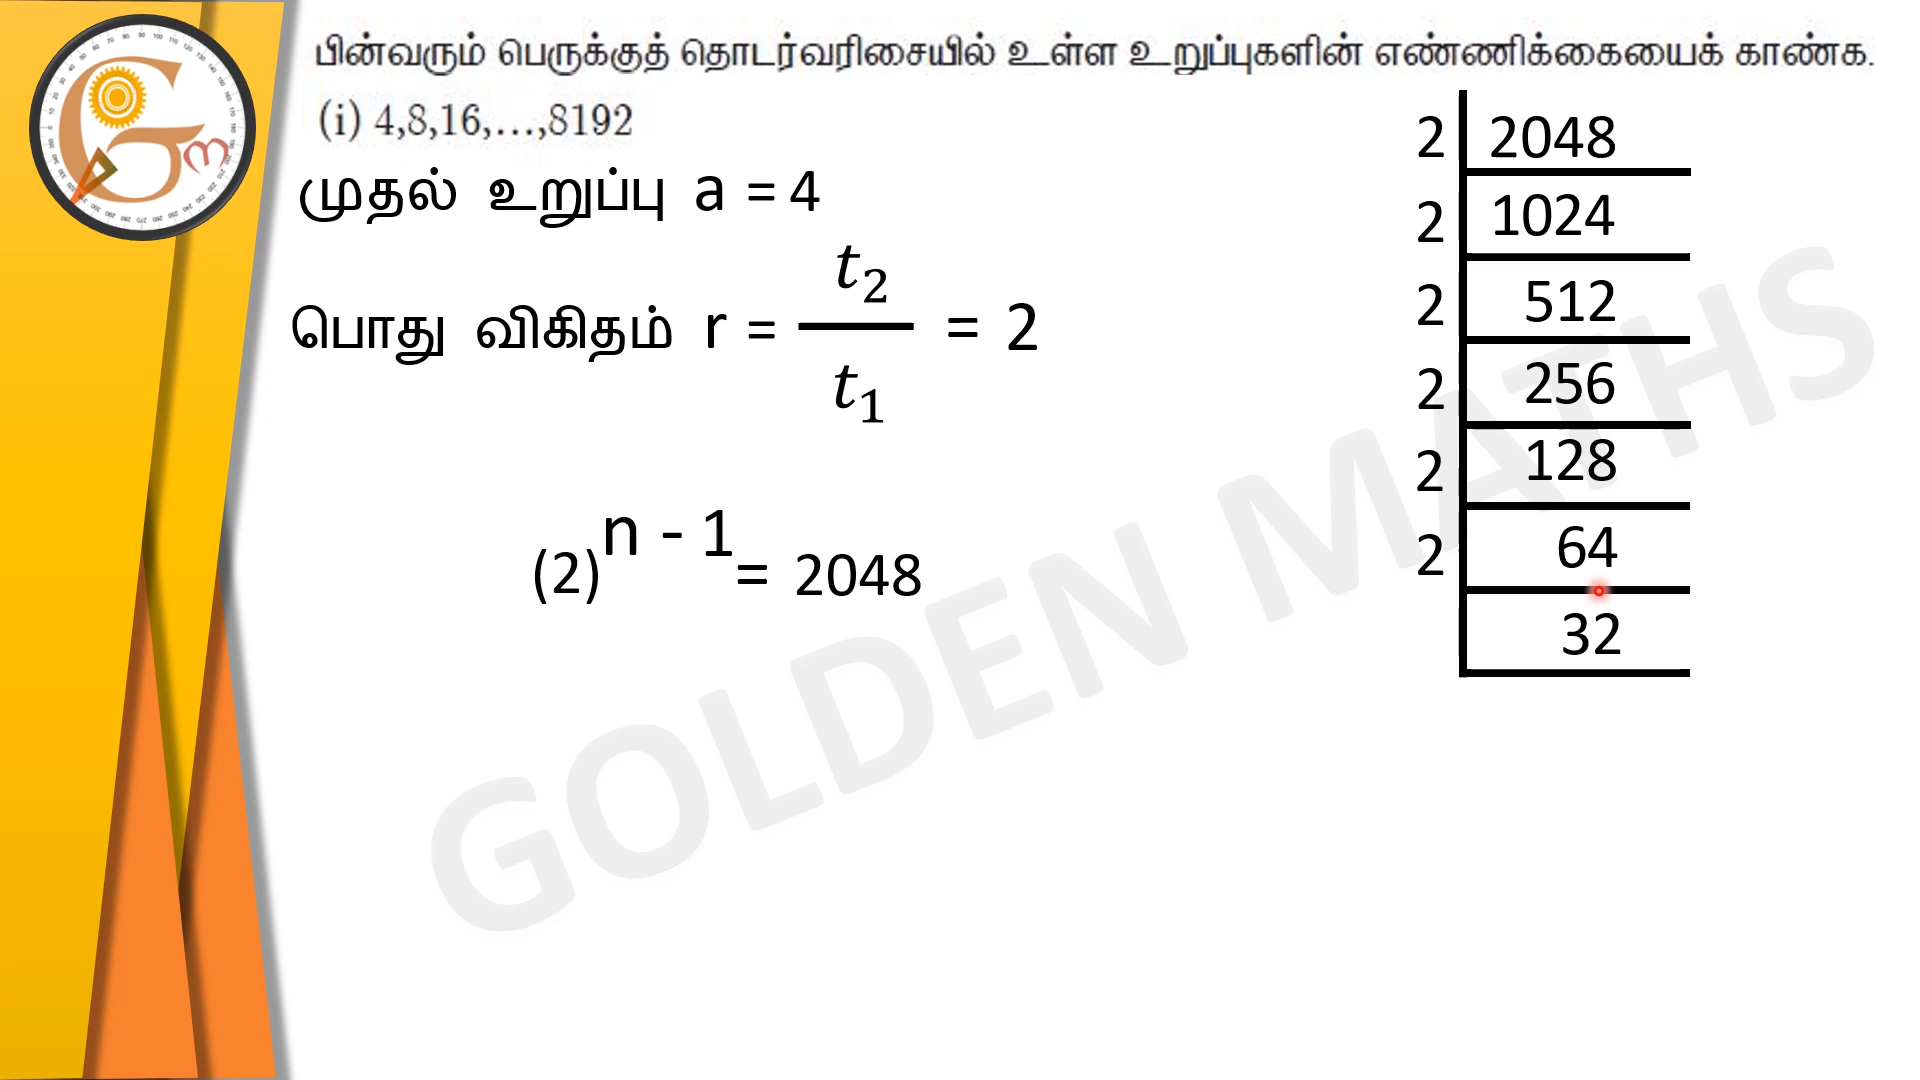 பின்வரும் பெருக்குத் தொடர்வரிசையில் உள்ள உறுப்புகளின் எண்ணிக்கையைக் காண்க.
(i) 4,8,16,...,8192
முதல் உறுப்பு a = 4
பொது விகிதம் r = t₂/t₁ = 2
(2)ⁿ⁻¹ = 2048
2 | 2048
2 | 1024
2 | 512
2 | 256
2 | 128
2 | 64
32
GOLDEN MATHS